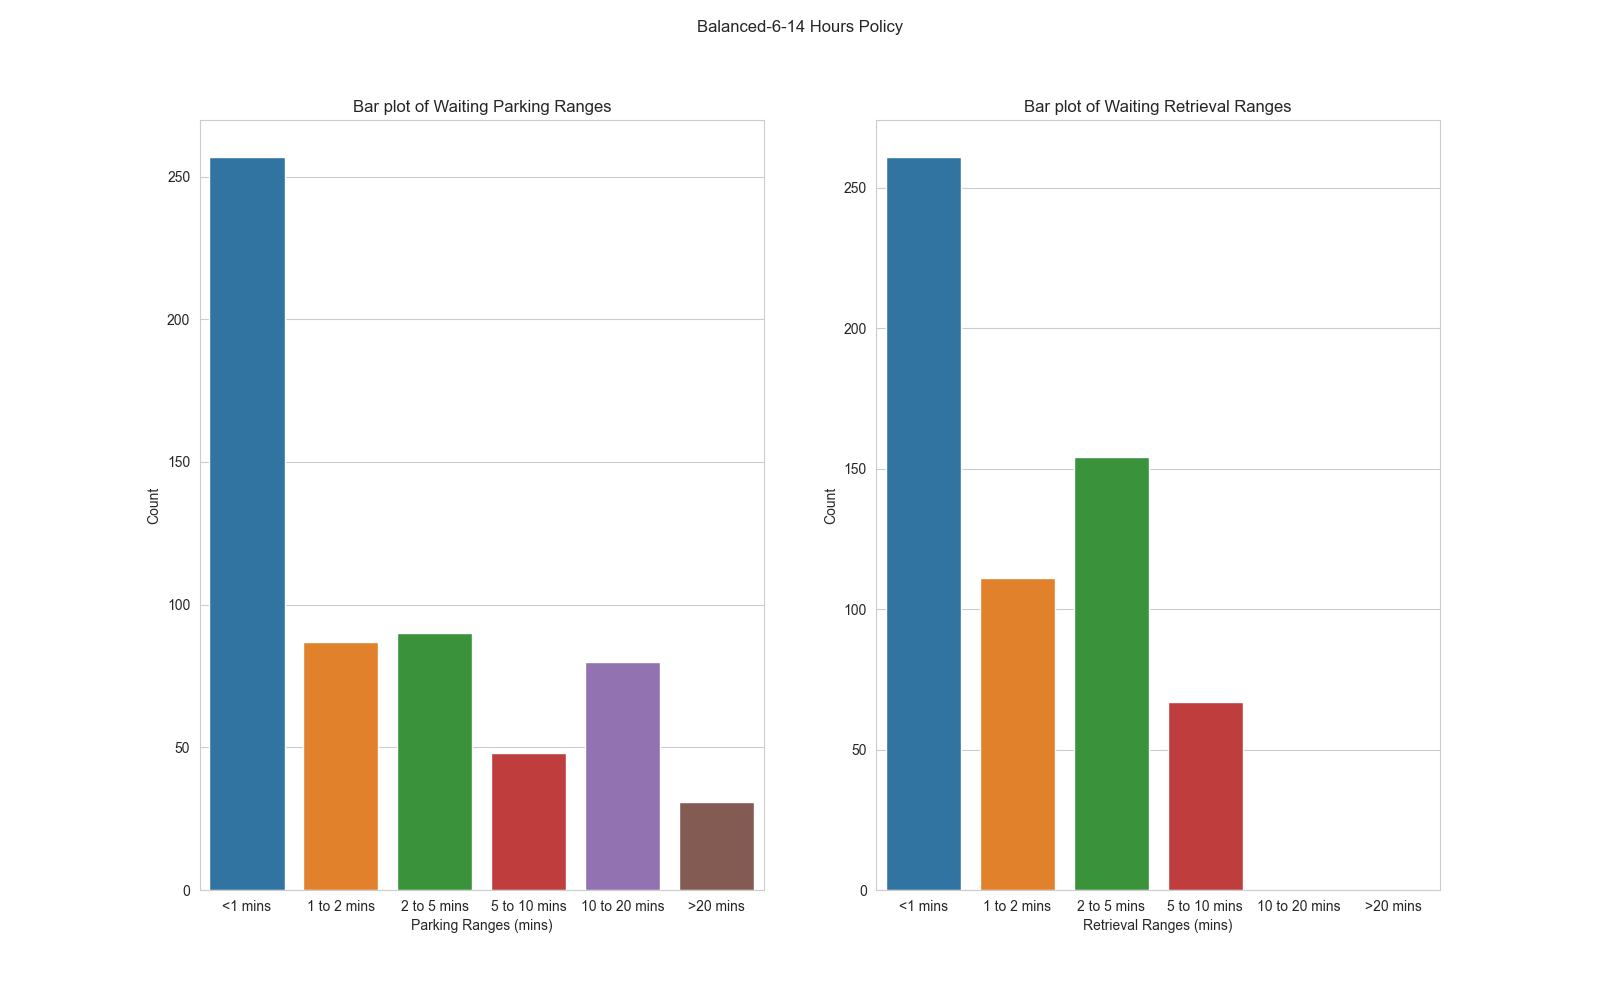 Balanced-6-14 Hours Policy
Bar plot of Waiting Parking Ranges
250
200
150
100
50
0
Count
<1 mins 1 to 2 mins 2 to 5 mins 5 to 10 mins 10 to 20 mins >20 mins
Parking Ranges (mins)
Bar plot of Waiting Retrieval Ranges
250
200
150
100
50
0
Count
<1 mins 1 to 2 mins 2 to 5 mins 5 to 10 mins 10 to 20 mins >20 mins
Retrieval Ranges (mins)